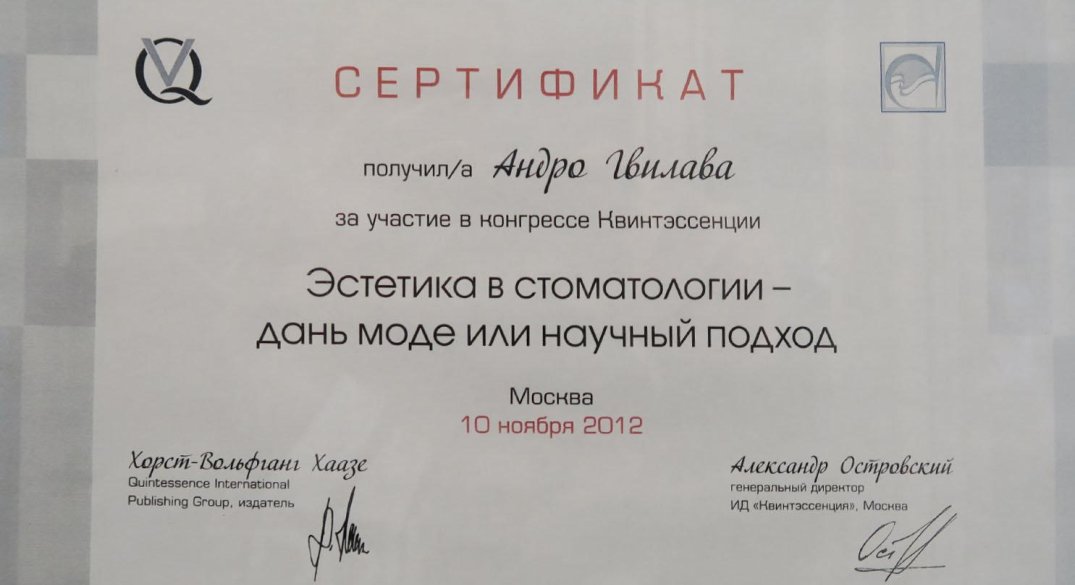 QV
СЕРТИФИКАТ
получил/а Андро Гвилава
за участие в конгрессе Квинтэссенции
Эстетика в стоматологии –
дань моде или научный подход
Москва
10 ноября 2012
Хорст-Вольфганг Хаазе
Quintessence International
Publishing Group, издатель
Александр Островский
генеральный директор
ИД «Квинтэссенция», Москва